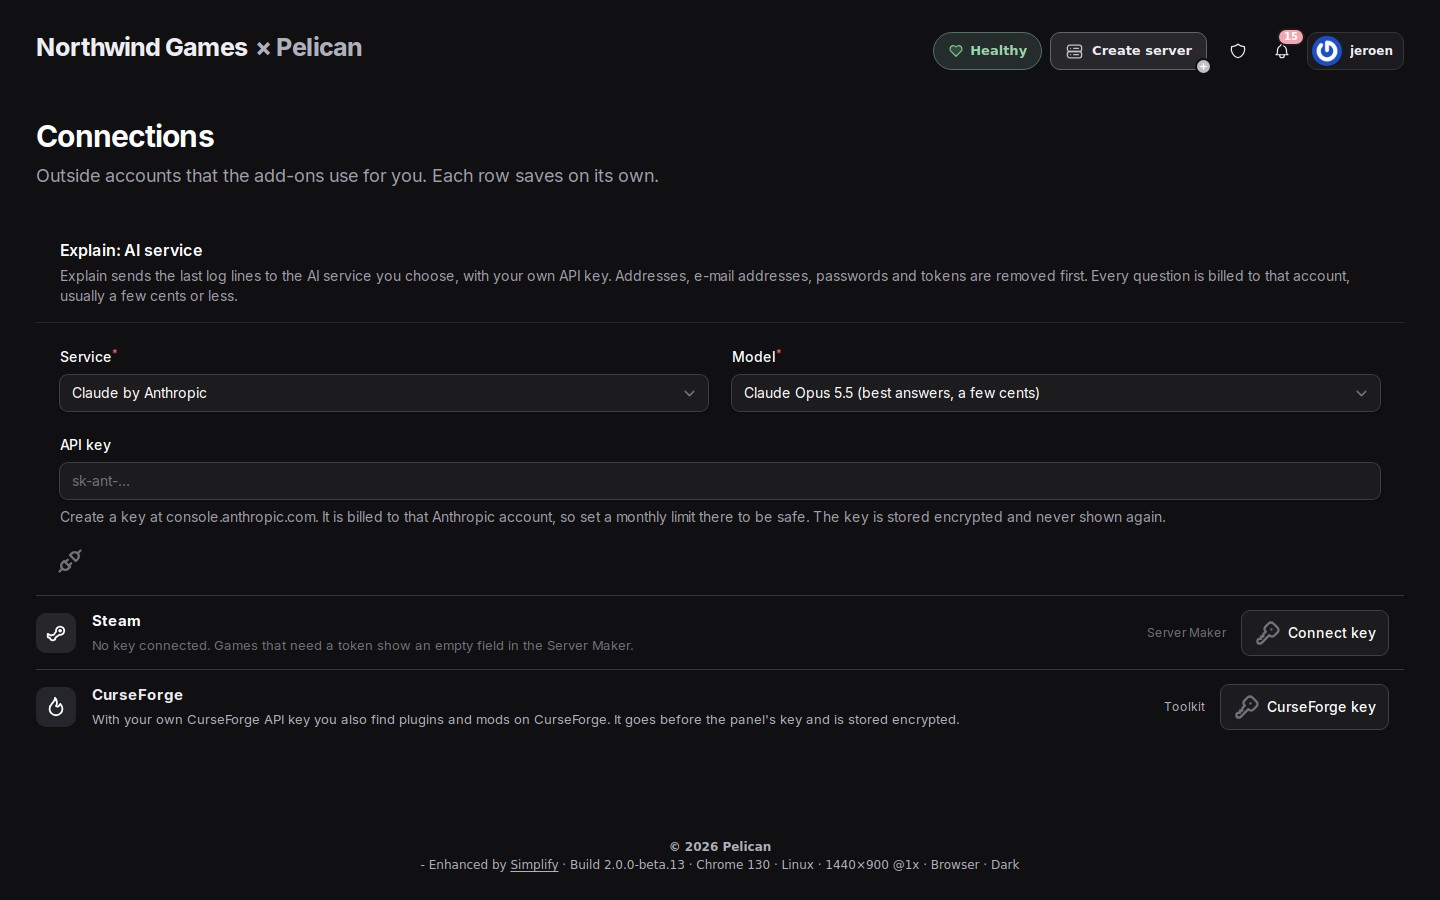 Northwind Games × Pelican
Healthy
Create server
15
jeroen
Connections
Outside accounts that the add-ons use for you. Each row saves on its own.
Explain: AI service
Explain sends the last log lines to the AI service you choose, with your own API key. Addresses, e-mail addresses, passwords and tokens are removed first. Every question is billed to that account,
usually a few cents or less.
Service*
Model*
Claude by Anthropic
Claude Opus 5.5 (best answers, a few cents)
API key
sk-ant-...
Create a key at console.anthropic.com. It is billed to that Anthropic account, so set a monthly limit there to be safe. The key is stored encrypted and never shown again.
Steam
No key connected. Games that need a token show an empty field in the Server Maker.
Server Maker
Connect key
CurseForge
With your own CurseForge API key you also find plugins and mods on CurseForge. It goes before the panel's key and is stored encrypted.
Toolkit
CurseForge key
© 2026 Pelican
- Enhanced by Simplify · Build 2.0.0-beta.13 · Chrome 130 · Linux · 1440×900 @1x · Browser · Dark